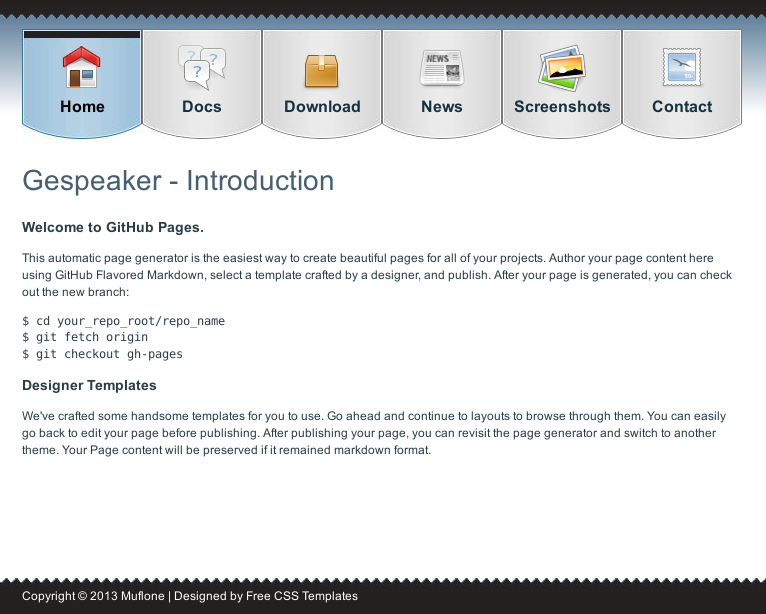 Home
Docs
Download
NEWS
News
Screenshots
Contact
Gespeaker - Introduction
Welcome to GitHub Pages.
This automatic page generator is the easiest way to create beautiful pages for all of your projects. Author your page content here
using GitHub Flavored Markdown, select a template crafted by a designer, and publish. After your page is generated, you can check
out the new branch:
$ cd your_repo_root/repo_name
$ git fetch origin
$ git checkout gh-pages
Designer Templates
We've crafted some handsome templates for you to use. Go ahead and continue to layouts to browse through them. You can easily
go back to edit your page before publishing. After publishing your page, you can revisit the page generator and switch to another
theme. Your Page content will be preserved if it remained markdown format.
Copyright © 2013 Muflone | Designed by Free CSS Templates